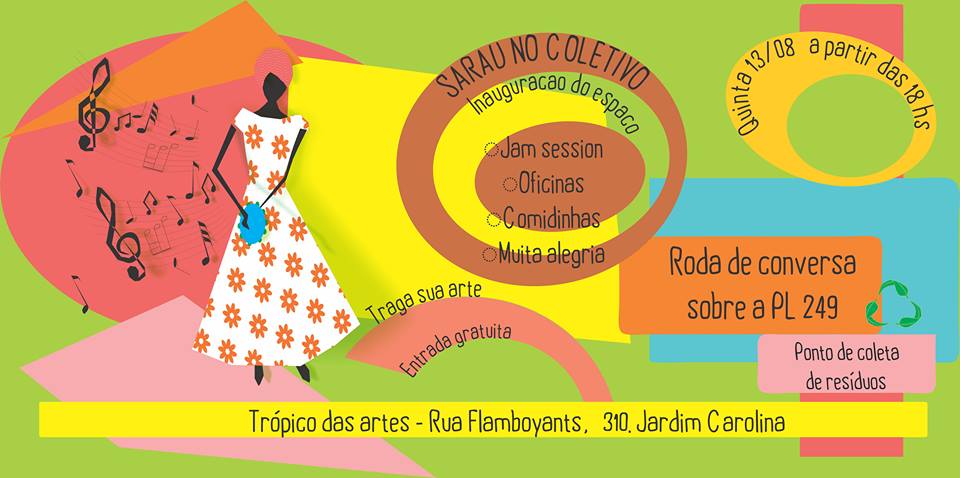 SARAU NO COLETIVO
Inauguracao do espaço
Jam session
Oficinas
Comidinhas
Muita alegria
Quinta 13/08 a partir das 18 hs
Roda de conversa
sobre a PL 249
Ponto de coleta
de resíduos
Traga sua arte
Entrada gratuita
Trópico das artes - Rua Flamboyants, 310. Jardim Carolina